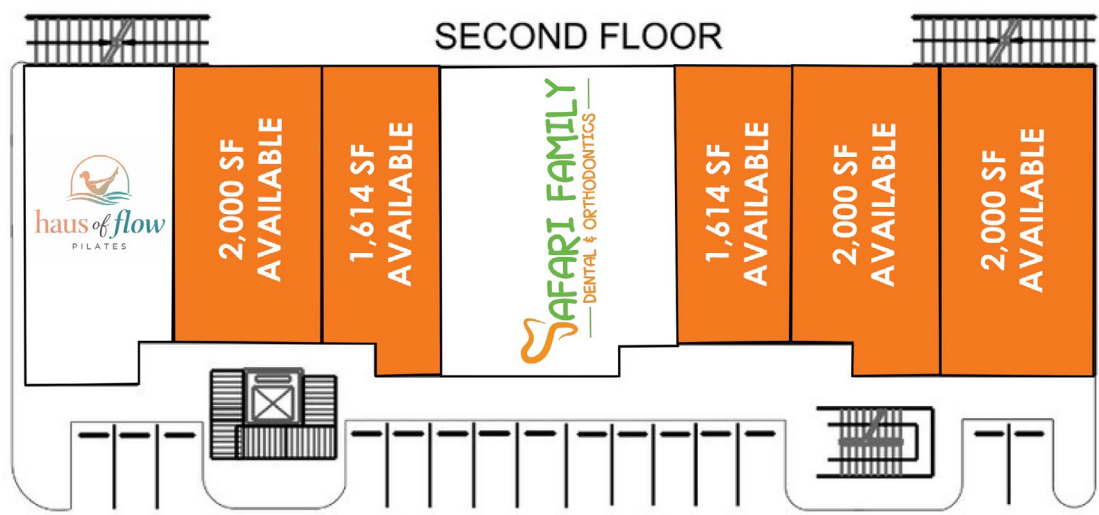 SECOND FLOOR
haus of flow
PILATES
2,000 SF
AVAILABLE
1,614 SF
AVAILABLE
SAFARI FAMILY
DENTAL & ORTHODONTICS
1,614 SF
AVAILABLE
2,000 SF
AVAILABLE
2,000 SF
AVAILABLE